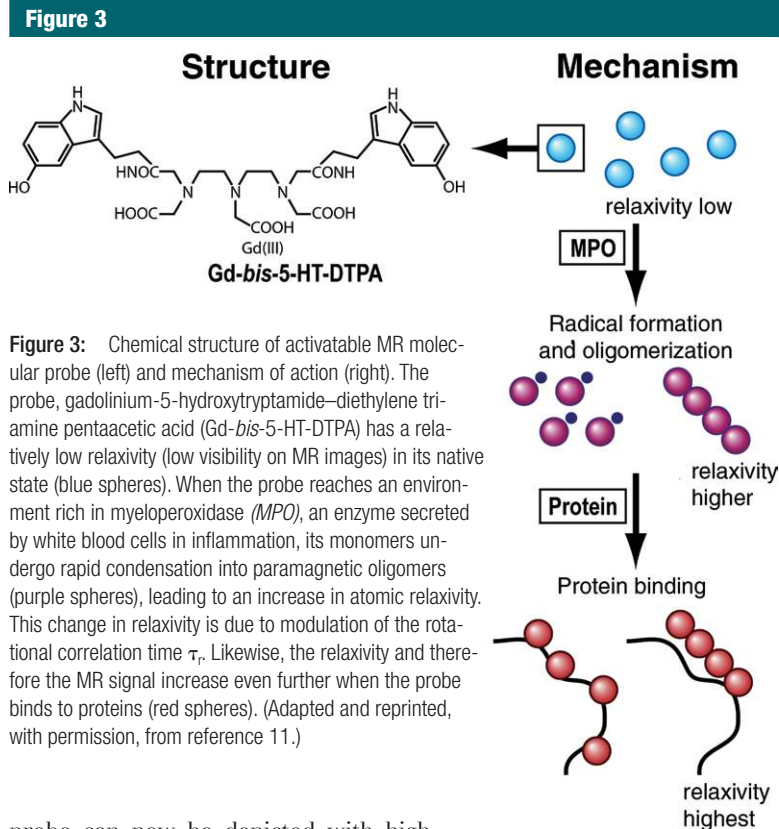 Figure 3
Structure
Mechanism
H
N
H
N
HO
HNOC
CONH
OH
N
N
N
HOOC
COOH
COOH
Gd(III)
Gd-bis-5-HT-DTPA
relaxivity low
MPO
Radical formation
and oligomerization
relaxivity
higher
Protein
Protein binding
relaxivity
highest
Figure 3: Chemical structure of activatable MR molec-
ular probe (left) and mechanism of action (right). The
probe, gadolinium-5-hydroxytryptamide–diethylene tri-
amine pentaacetic acid (Gd-bis-5-HT-DTPA) has a rela-
tively low relaxivity (low visibility on MR images) in its native
state (blue spheres). When the probe reaches an environ-
ment rich in myeloperoxidase (MPO), an enzyme secreted
by white blood cells in inflammation, its monomers un-
dergo rapid condensation into paramagnetic oligomers
(purple spheres), leading to an increase in atomic relaxivity.
This change in relaxivity is due to modulation of the rota-
tional correlation time τr. Likewise, the relaxivity and there-
fore the MR signal increase even further when the probe
binds to proteins (red spheres). (Adapted and reprinted,
with permission, from reference 11.)
probe can now be depicted with high